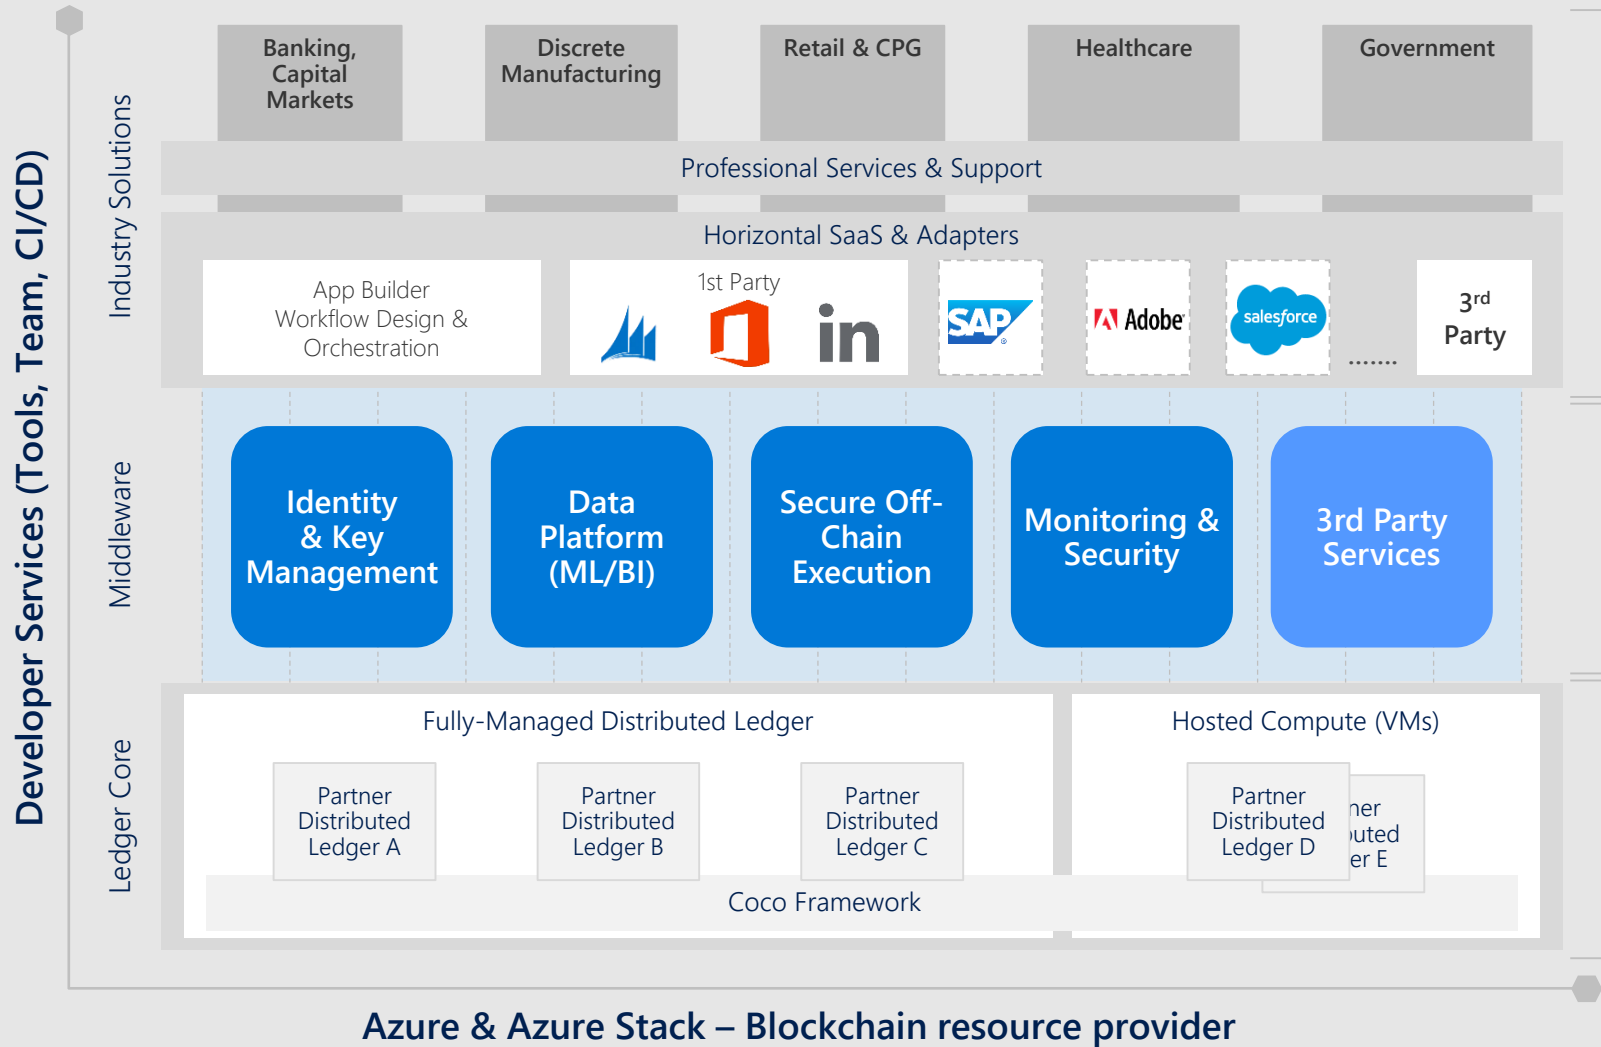 Developer Services (Tools, Team, CI/CD)
Industry Solutions
Banking,
Capital
Markets
Discrete
Manufacturing
Retail & CPG
Healthcare
Government
Professional Services & Support
Horizontal SaaS & Adapters
App Builder
Workflow Design &
Orchestration
1st Party
in
SAP
®
Adobe
salesforce
.......
3rd
Party
Middleware
Identity
& Key
Management
Data
Platform
(ML/BI)
Secure Off-
Chain
Execution
Monitoring &
Security
3rd Party
Services
Ledger Core
Fully-Managed Distributed Ledger
Partner
Distributed
Ledger A
Partner
Distributed
Ledger B
Partner
Distributed
Ledger C
Hosted Compute (VMs)
Partner
Distributed
Ledger D
ner
uted
er E
Coco Framework
Azure & Azure Stack – Blockchain resource provider